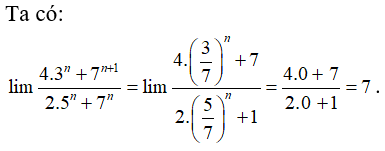 Ta có:
lim (4.3^n + 7^{n+1})/(2.5^n + 7^n) = lim (4.(3/7)^n + 7)/(2.(5/7)^n + 1) = (4.0 + 7)/(2.0 + 1) = 7 .